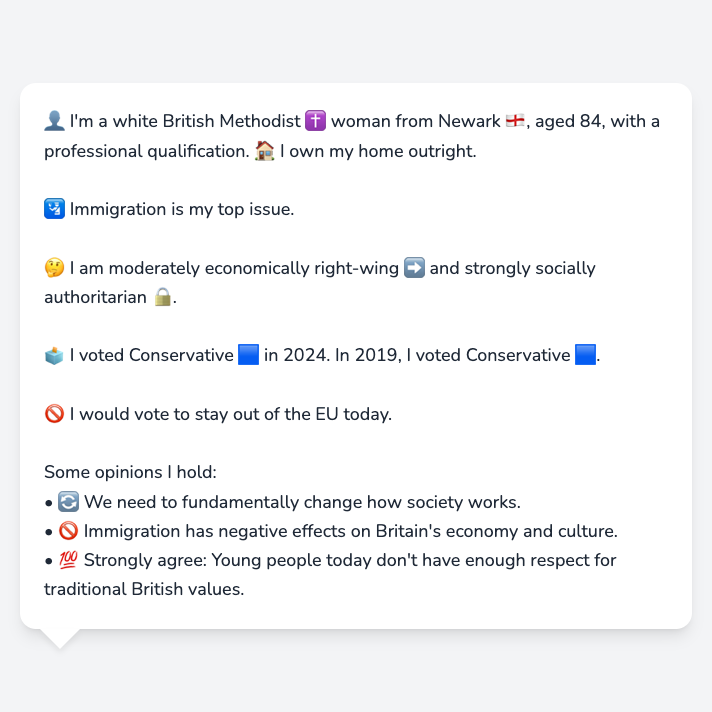 👤 I'm a white British Methodist ✝️ woman from Newark 🏴󠁧󠁢󠁥󠁮󠁧󠁿, aged 84, with a
professional qualification. 🏠 I own my home outright.
🛂 Immigration is my top issue.
🤔 I am moderately economically right-wing ➡️ and strongly socially
authoritarian 🔒.
🗳️ I voted Conservative 🟦 in 2024. In 2019, I voted Conservative 🟦.
🚫 I would vote to stay out of the EU today.
Some opinions I hold:
• 🔄 We need to fundamentally change how society works.
• 🚫 Immigration has negative effects on Britain's economy and culture.
• 💯 Strongly agree: Young people today don't have enough respect for
traditional British values.